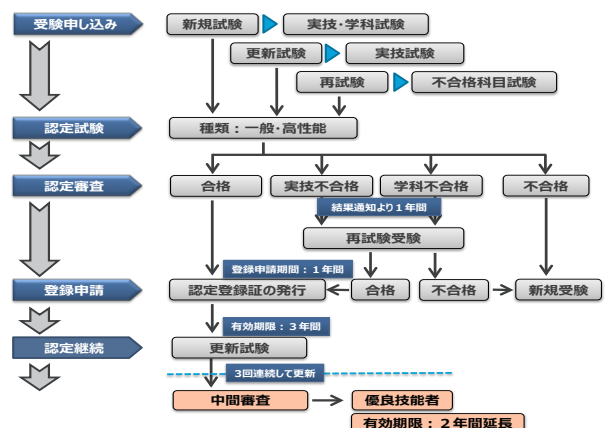 受験申し込み
新規試験
実技・学科試験
更新試験
実技試験
再試験
不合格科目試験
認定試験
種類：一般・高性能
認定審査
合格
実技不合格
学科不合格
不合格
結果通知より１年間
再試験受験
登録申請期間：１年間
登録申請
認定登録証の発行
合格
不合格
新規受験
有効期限：３年間
認定継続
更新試験
3回連続して更新
中間審査
優良技能者
有効期限：２年間延長